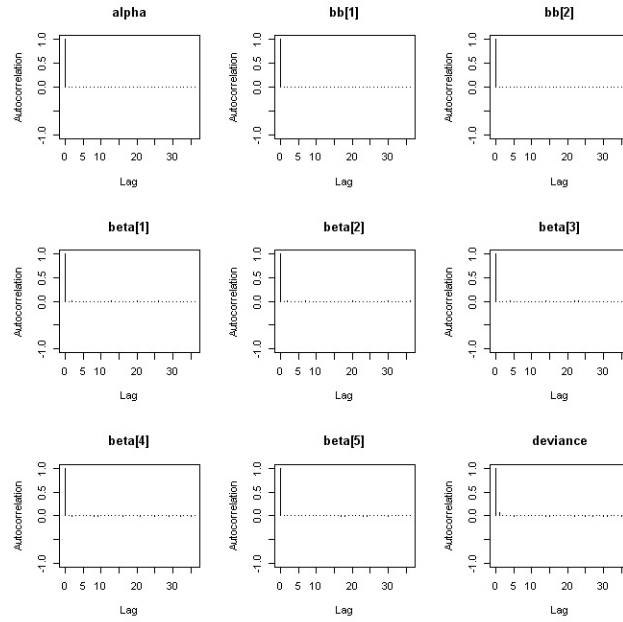 alpha bb[1] bb[2]
Autocorrelation Autocorrelation Autocorrelation
1.0 1.0 1.0
0.5 0.5 0.5
0.0 0.0 0.0
-1.0 -1.0 -1.0
0 5 10 20 30 0 5 10 20 30 0 5 10 20 30
Lag Lag Lag
beta[1] beta[2] beta[3]
Autocorrelation Autocorrelation Autocorrelation
1.0 1.0 1.0
0.5 0.5 0.5
0.0 0.0 0.0
-1.0 -1.0 -1.0
0 5 10 20 30 0 5 10 20 30 0 5 10 20 30
Lag Lag Lag
beta[4] beta[5] deviance
Autocorrelation Autocorrelation Autocorrelation
1.0 1.0 1.0
0.5 0.5 0.5
0.0 0.0 0.0
-1.0 -1.0 -1.0
0 5 10 20 30 0 5 10 20 30 0 5 10 20 30
Lag Lag Lag